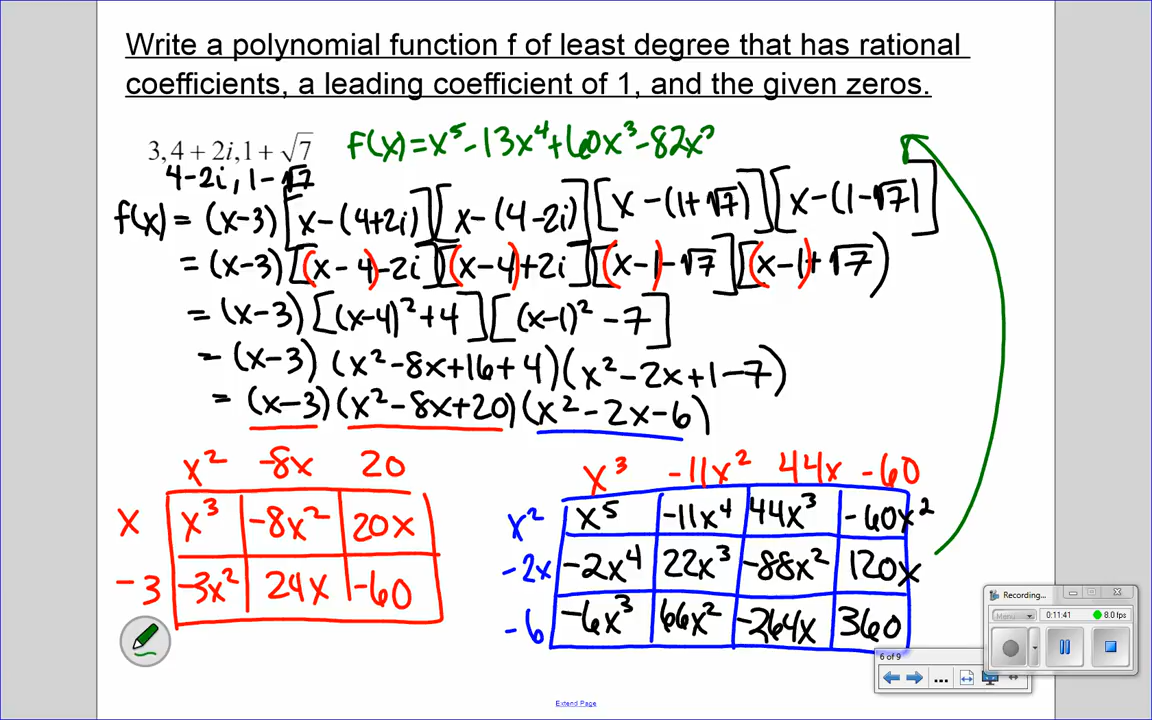 Write a polynomial function f of least degree that has rational
coefficients, a leading coefficient of 1, and the given zeros.
3, 4 + 2i, 1 + √7
f(x) = x⁵ - 13x⁴ + 60x³ - 82x²
4 - 2i, 1 - √7
f(x) = (x-3)[x - (4+2i)][x - (4-2i)][x - (1+√7)][x - (1-√7)]
= (x-3)[(x-4)-2i][(x-4)+2i][(x-1)-√7][(x-1)+√7)
= (x-3)[(x-4)²+4][(x-1)²-7]
= (x-3)(x²-8x+16+4)(x²-2x+1-7)
= (x-3)(x²-8x+20)(x²-2x-6)
x² -8x 20
x x³ -8x² 20x
-3 -3x² 24x -60
x³ -11x² 44x -60
x² x⁵ -11x⁴ 44x³ -60x²
-2x -2x⁴ 22x³ -88x² 120x
-6 -6x³ 66x² -264x 360
Recording...
Menu 0:11:41 8.0 fps
6 of 9
...
Extend Page